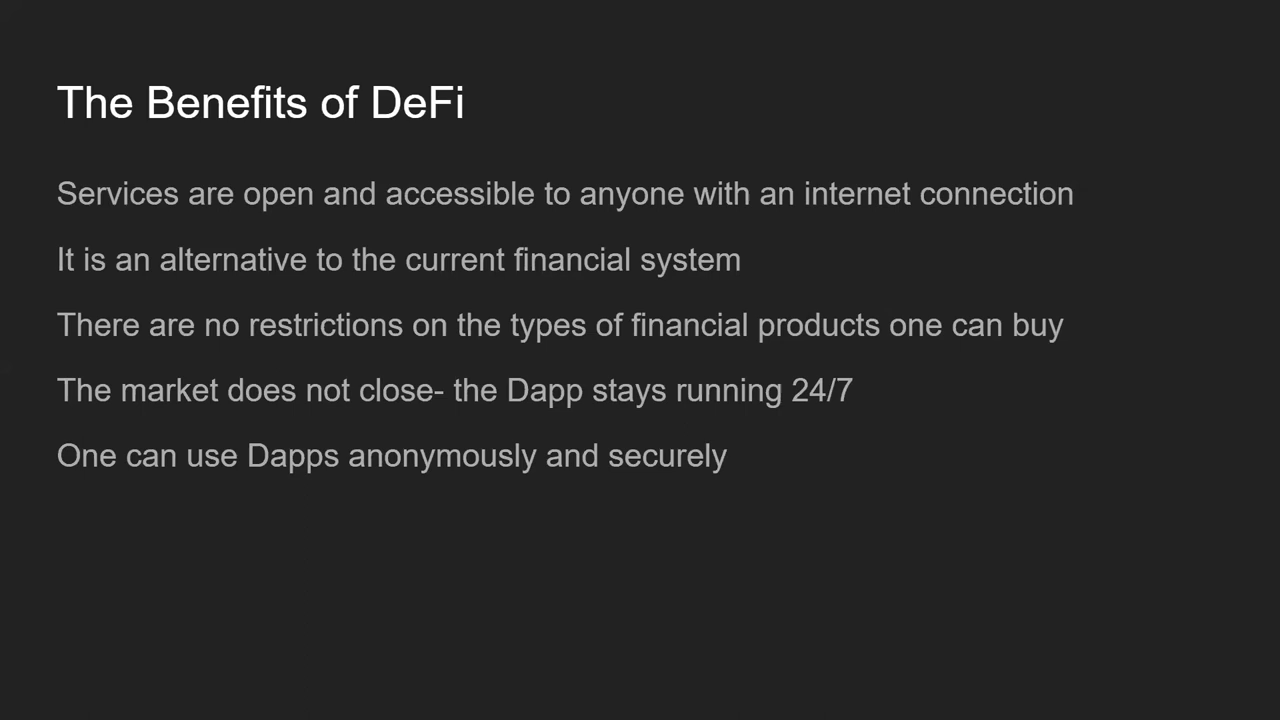 The Benefits of DeFi
Services are open and accessible to anyone with an internet connection
It is an alternative to the current financial system
There are no restrictions on the types of financial products one can buy
The market does not close- the Dapp stays running 24/7
One can use Dapps anonymously and securely